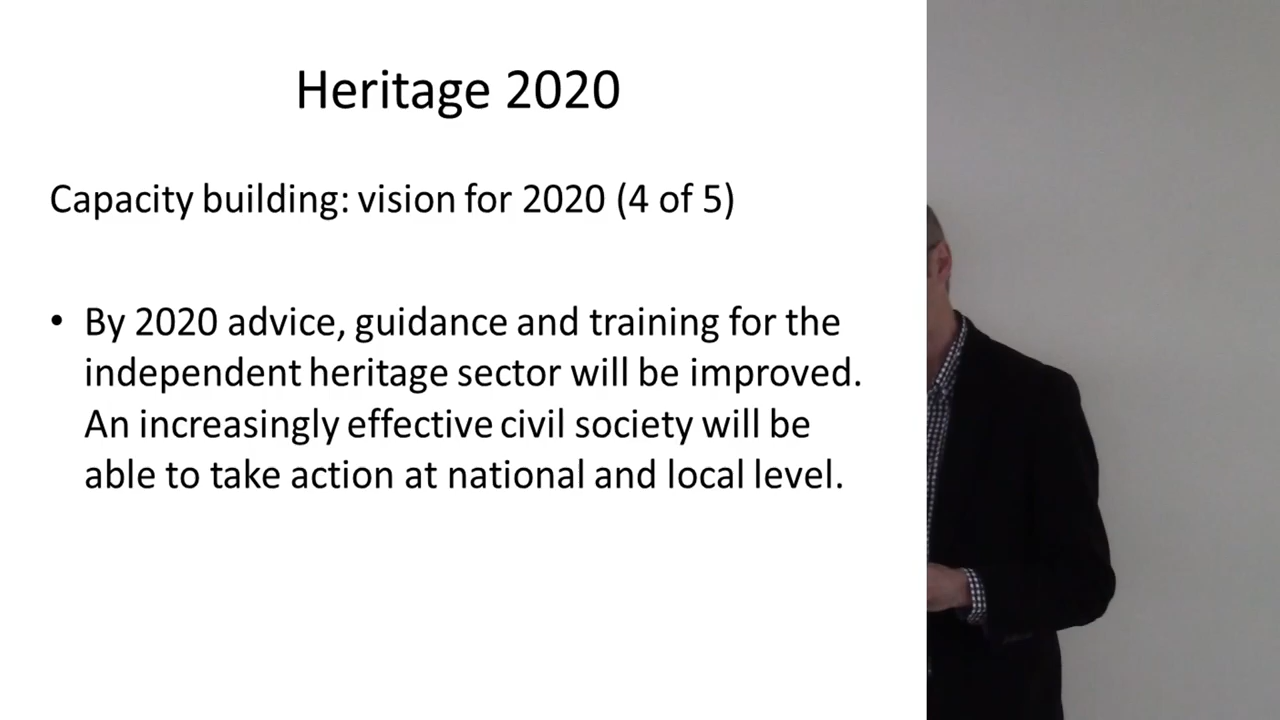 Heritage 2020
Capacity building: vision for 2020 (4 of 5)
• By 2020 advice, guidance and training for the
independent heritage sector will be improved.
An increasingly effective civil society will be
able to take action at national and local level.